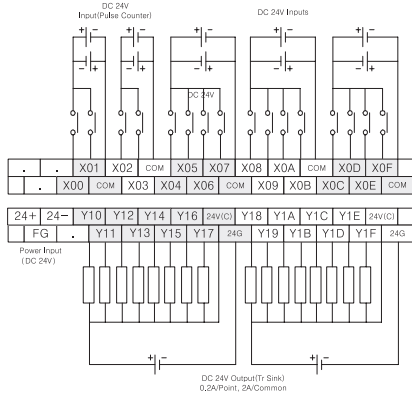 DC 24V
Input(Pulse Counter)
DC 24V Inputs
DC 24V
. . X01 X02 COM X05 X07 X08 X0A COM X0D X0F
. . X00 COM X03 X04 X06 COM X09 X0B X0C X0E COM
24+ 24- Y10 Y12 Y14 Y16 24V(C) Y18 Y1A Y1C Y1E 24V(C)
FG . Y11 Y13 Y15 Y17 24G Y19 Y1B Y1D Y1F 24G
Power Input
(DC 24V)
DC 24V Output(Tr Sink)
0.2A/Point, 2A/Common